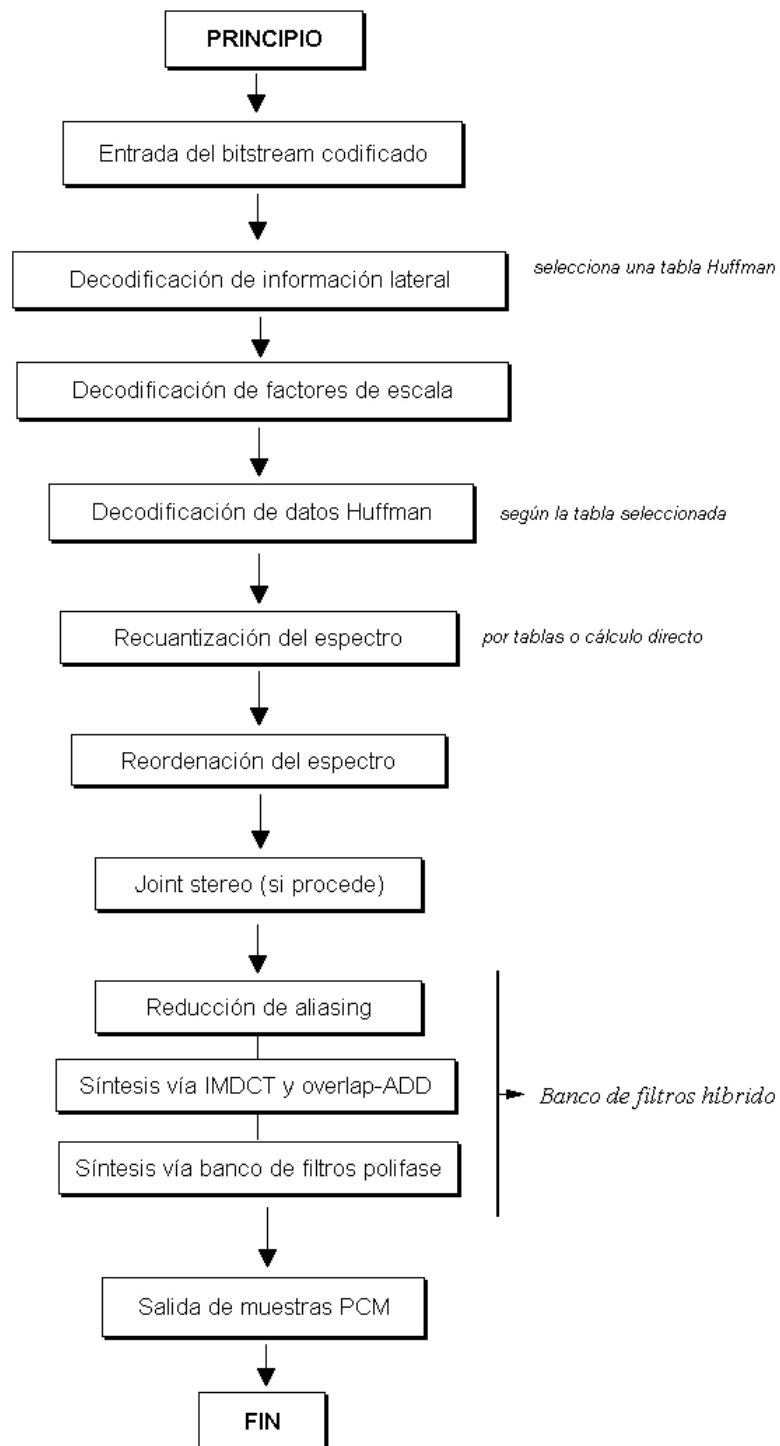 PRINCIPIO
Entrada del bitstream codificado
Decodificación de información lateral
selecciona una tabla Huffman
Decodificación de factores de escala
Decodificación de datos Huffman
según la tabla seleccionada
Recuantización del espectro
por tablas o cálculo directo
Reordenación del espectro
Joint stereo (si procede)
Reducción de aliasing
Síntesis vía IMDCT y overlap-ADD
Banco de filtros híbrido
Síntesis vía banco de filtros polifase
Salida de muestras PCM
FIN